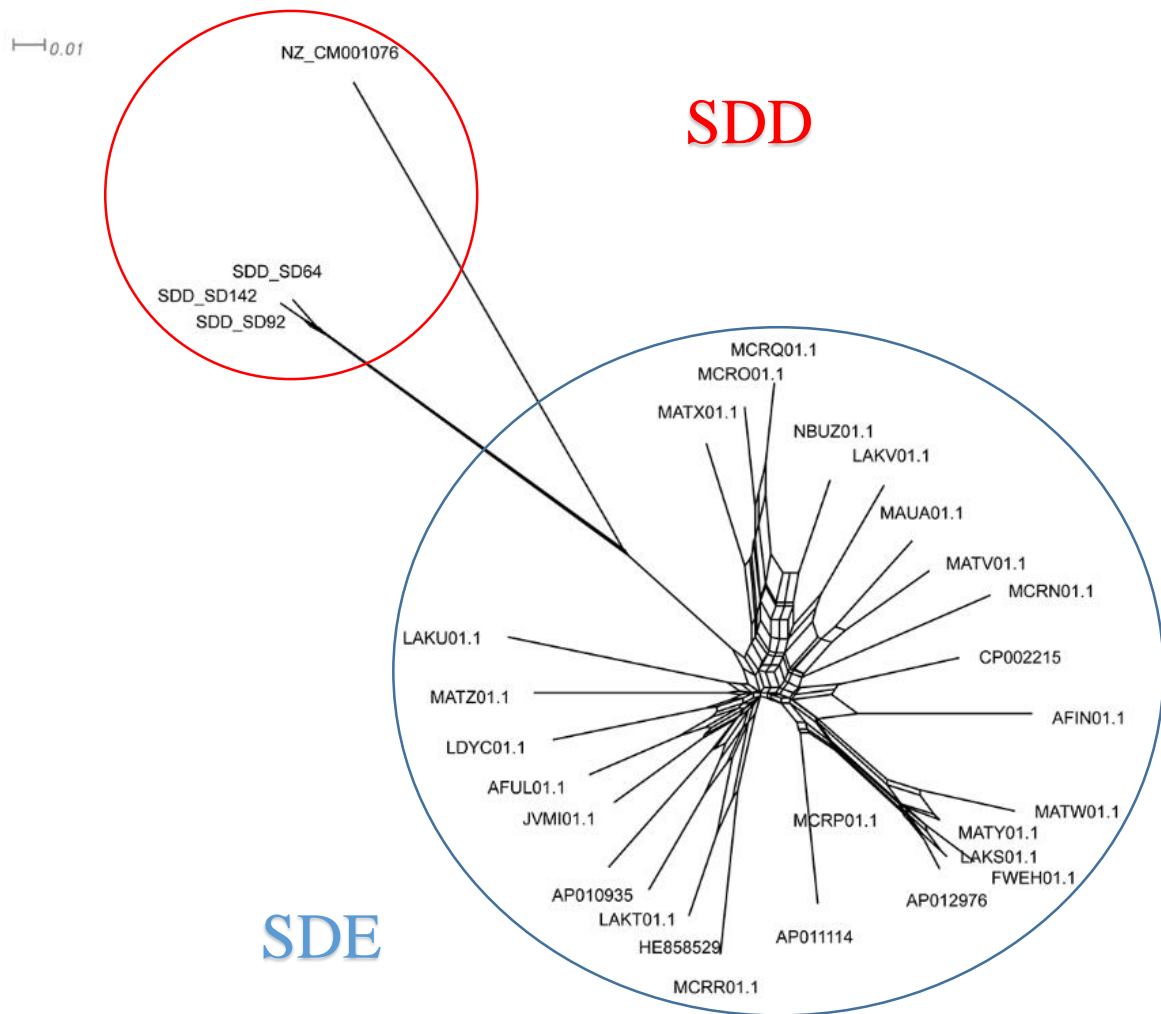 0.01
NZ_CM001076
SDD
SDD_SD64
SDD_SD142
SDD_SD92
MCRQ01.1
MCRO01.1
MATX01.1
NBUZ01.1
LAKV01.1
MAUA01.1
MATV01.1
MCRN01.1
LAKU01.1
CP002215
MATZ01.1
AFIN01.1
LDYC01.1
AFUL01.1
JVMI01.1
MCRP01.1
MATW01.1
MATY01.1
LAKS01.1
FWEH01.1
AP010935
AP012976
LAKT01.1
SDE
HE858529
AP011114
MCRR01.1